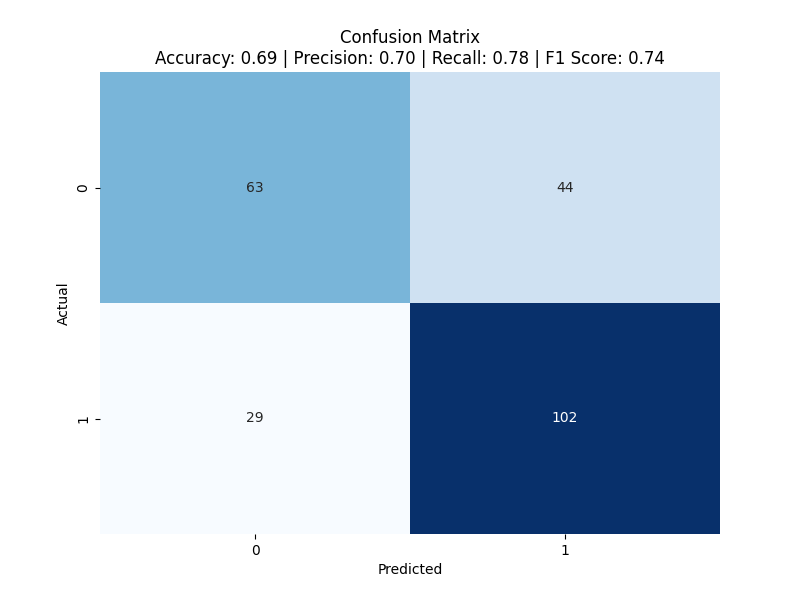 Confusion Matrix
Accuracy: 0.69 | Precision: 0.70 | Recall: 0.78 | F1 Score: 0.74
0
63
44
Actual
1
29
102
0
1
Predicted